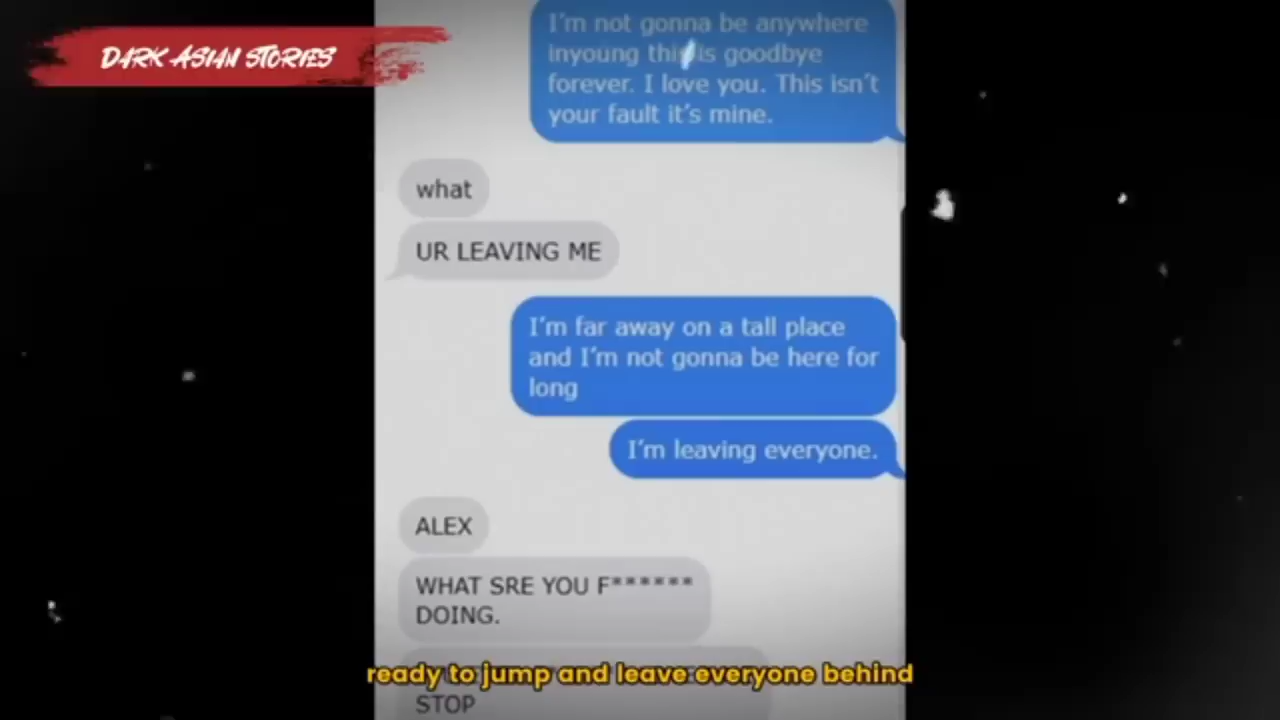 DARK ASIAN STORIES
I'm not gonna be anywhere
inyoung this is goodbye
forever. I love you. This isn't
your fault it's mine.
what
UR LEAVING ME
I'm far away on a tall place
and I'm not gonna be here for
long
I'm leaving everyone.
ALEX
WHAT SRE YOU F******
DOING.
ready to jump and leave everyone behind
STOP